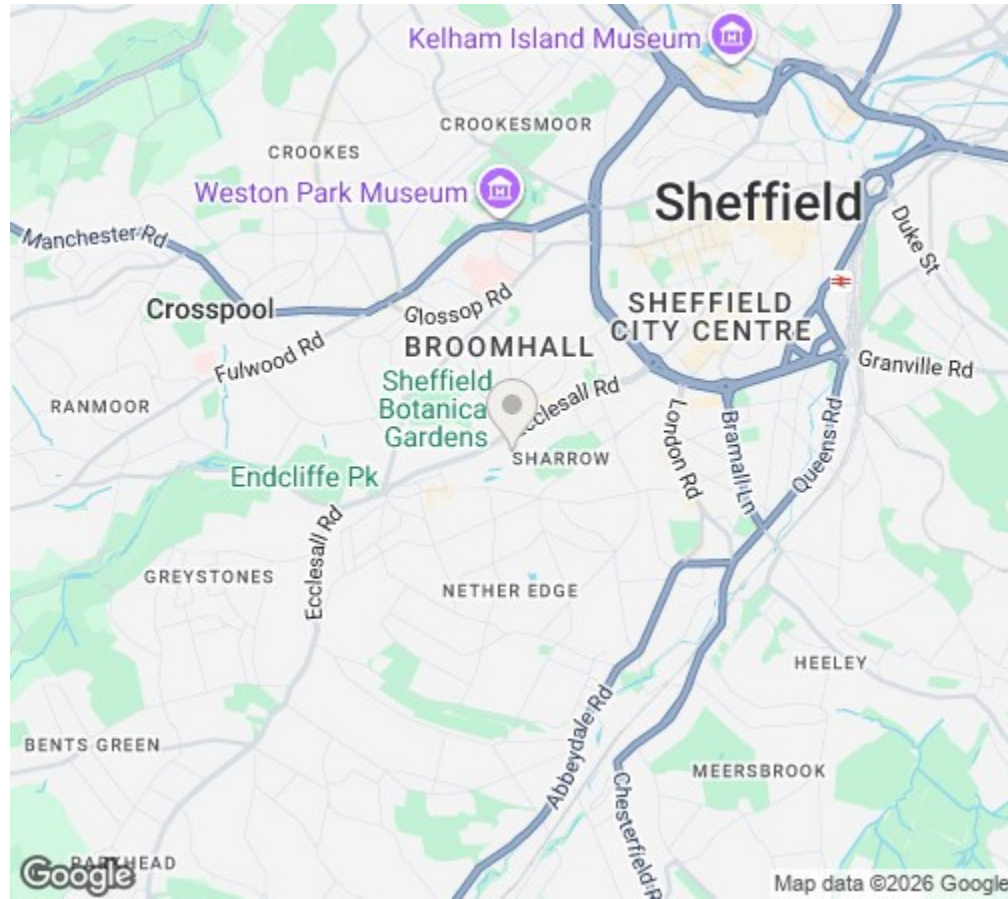 Kelham Island Museum
CROOKESMOOR
CROOKES
Weston Park Museum
Sheffield
Manchester Rd
Duke St
Crosspool
Glossop Rd
SHEFFIELD
CITY CENTRE
BROOMHALL
Fulwood Rd
Granville Rd
Sheffield
Botanica
Gardens
Ecclesall Rd
RANMOOR
London Rd
Bramall Ln
Queens Rd
SHARROW
Endcliffe Pk
Ecclesall Rd
GREYSTONES
NETHER EDGE
HEELEY
Abbeydale Rd
BENTS GREEN
MEERSBROOK
Chesterfield R
PARKHEAD
Google
Map data ©2026 Google